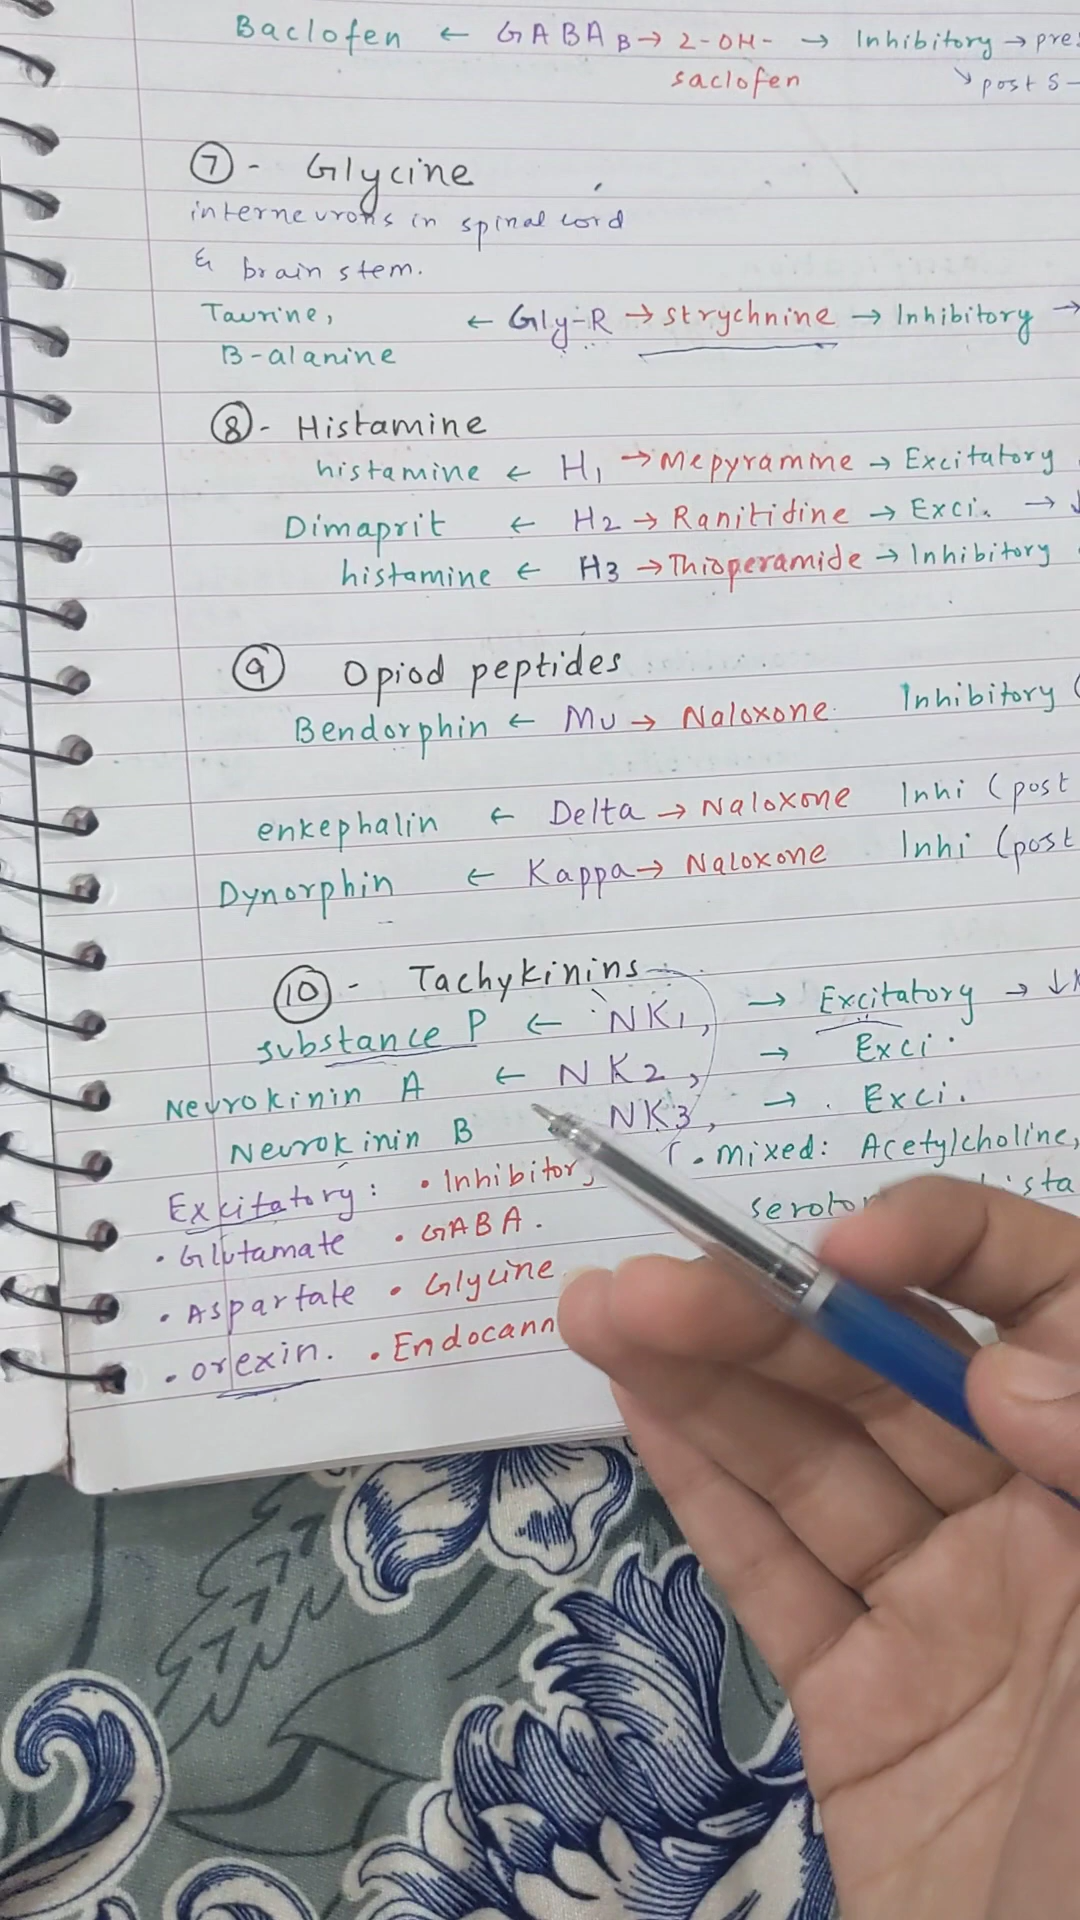 Baclofen ← GABA B → 2-OH- → Inhibitory → pre
saclofen ↘ post S-
⑦ - Glycine
interneurons in spinal cord
& brain stem.
Taurine, ← Gly-R → strychnine → Inhibitory →
B-alanine
⑧ - Histamine
histamine ← H1 → Mepyramine → Excitatory
Dimaprit ← H2 → Ranitidine → Exci. → ↓
histamine ← H3 → Thioperamide → Inhibitory
⑨ Opiod peptides
Bendorphin ← Mu → Naloxone Inhibitory (
enkephalin ← Delta → Naloxone Inhi (post
Dynorphin ← Kappa → Naloxone Inhi (post
⑩ - Tachykinins
substance P ← NK1, → Excitatory → ↓K
Neurokinin A ← NK2, → Exci.
Neurokinin B NK3, → Exci.
Excitatory: • Inhibitory • mixed: Acetylcholine,
• Glutamate • GABA.
• Aspartate • Glycine
• orexin. • Endocann